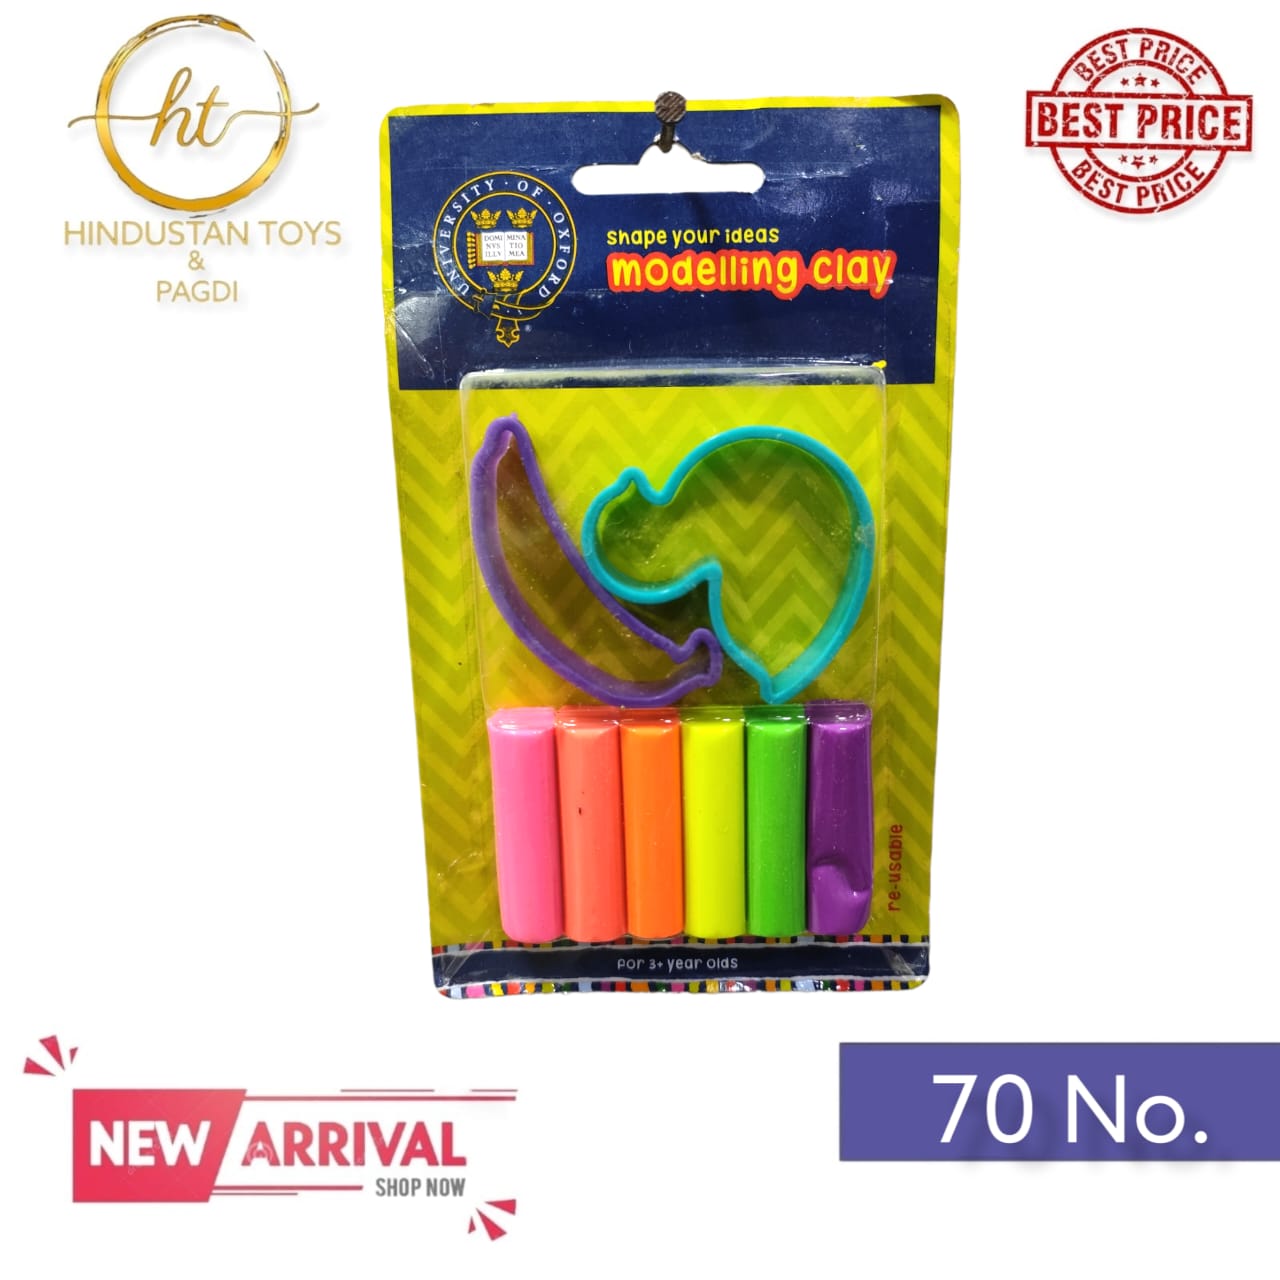 ht
HINDUSTAN TOYS
&
PAGDI
BEST PRICE
BEST PRICE
BEST PRICE
UNIVERSITY · OF · OXFORD
DOMI MINA
NVS TIO
ILLV MEA
shape your ideas
modelling clay
re-usable
for 3+ year olds
NEW ARRIVAL
SHOP NOW
70 No.